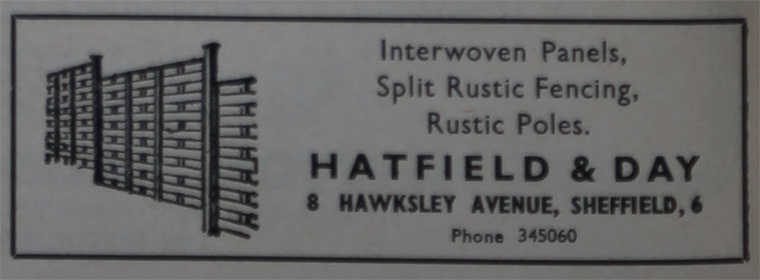 Interwoven Panels,
Split Rustic Fencing,
Rustic Poles.
HATFIELD & DAY
8 HAWKSLEY AVENUE, SHEFFIELD, 6
Phone 345060